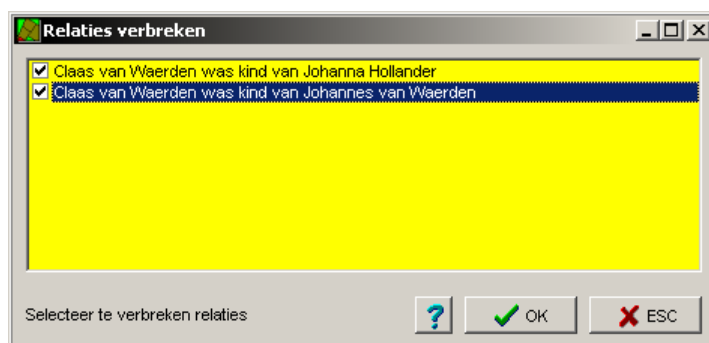 Relaties verbreken
Claas van Waerden was kind van Johanna Hollander
Claas van Waerden was kind van Johannes van Waerden
Selecteer te verbreken relaties
? OK ESC